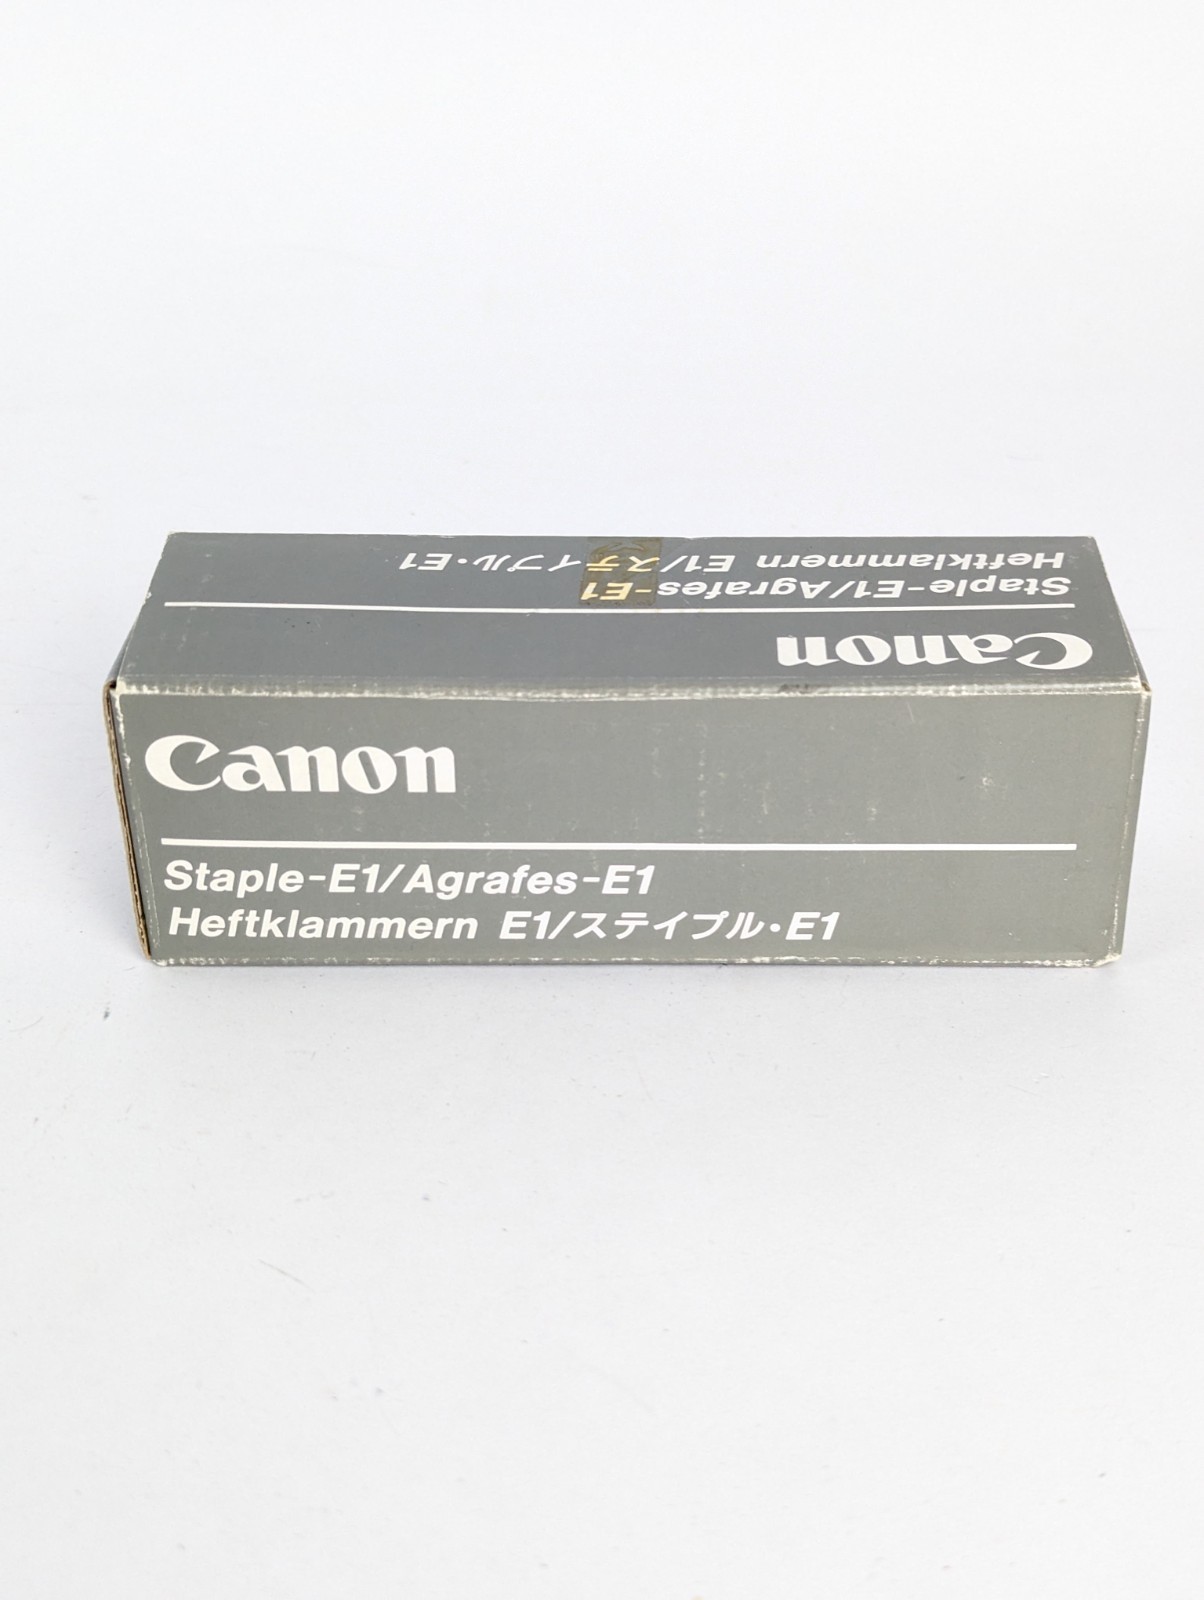 Heftklammern E1/ステイプル・E1
Staple-E1/Agrafes-E1
Canon
Canon
Staple-E1/Agrafes-E1
Heftklammern E1/ステイプル・E1